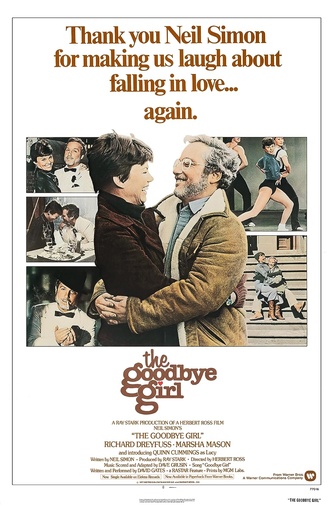 Thank you Neil Simon
for making us laugh about
falling in love...
again.
the
goodbye
girl
A RAY STARK PRODUCTION OF A HERBERT ROSS FILM
NEIL SIMON'S
"THE GOODBYE GIRL"
RICHARD DREYFUSS · MARSHA MASON
and introducing QUINN CUMMINGS as Lucy
Written by NEIL SIMON · Produced by RAY STARK · Directed by HERBERT ROSS
Music Scored and Adapted by DAVE GRUSIN · Song "Goodbye Girl"
Written and Performed by DAVID GATES · a RASTAR Feature · Prints by MGM Labs.
From Warner Bros.
A Warner Communications Company
"THE GOODBYE GIRL"